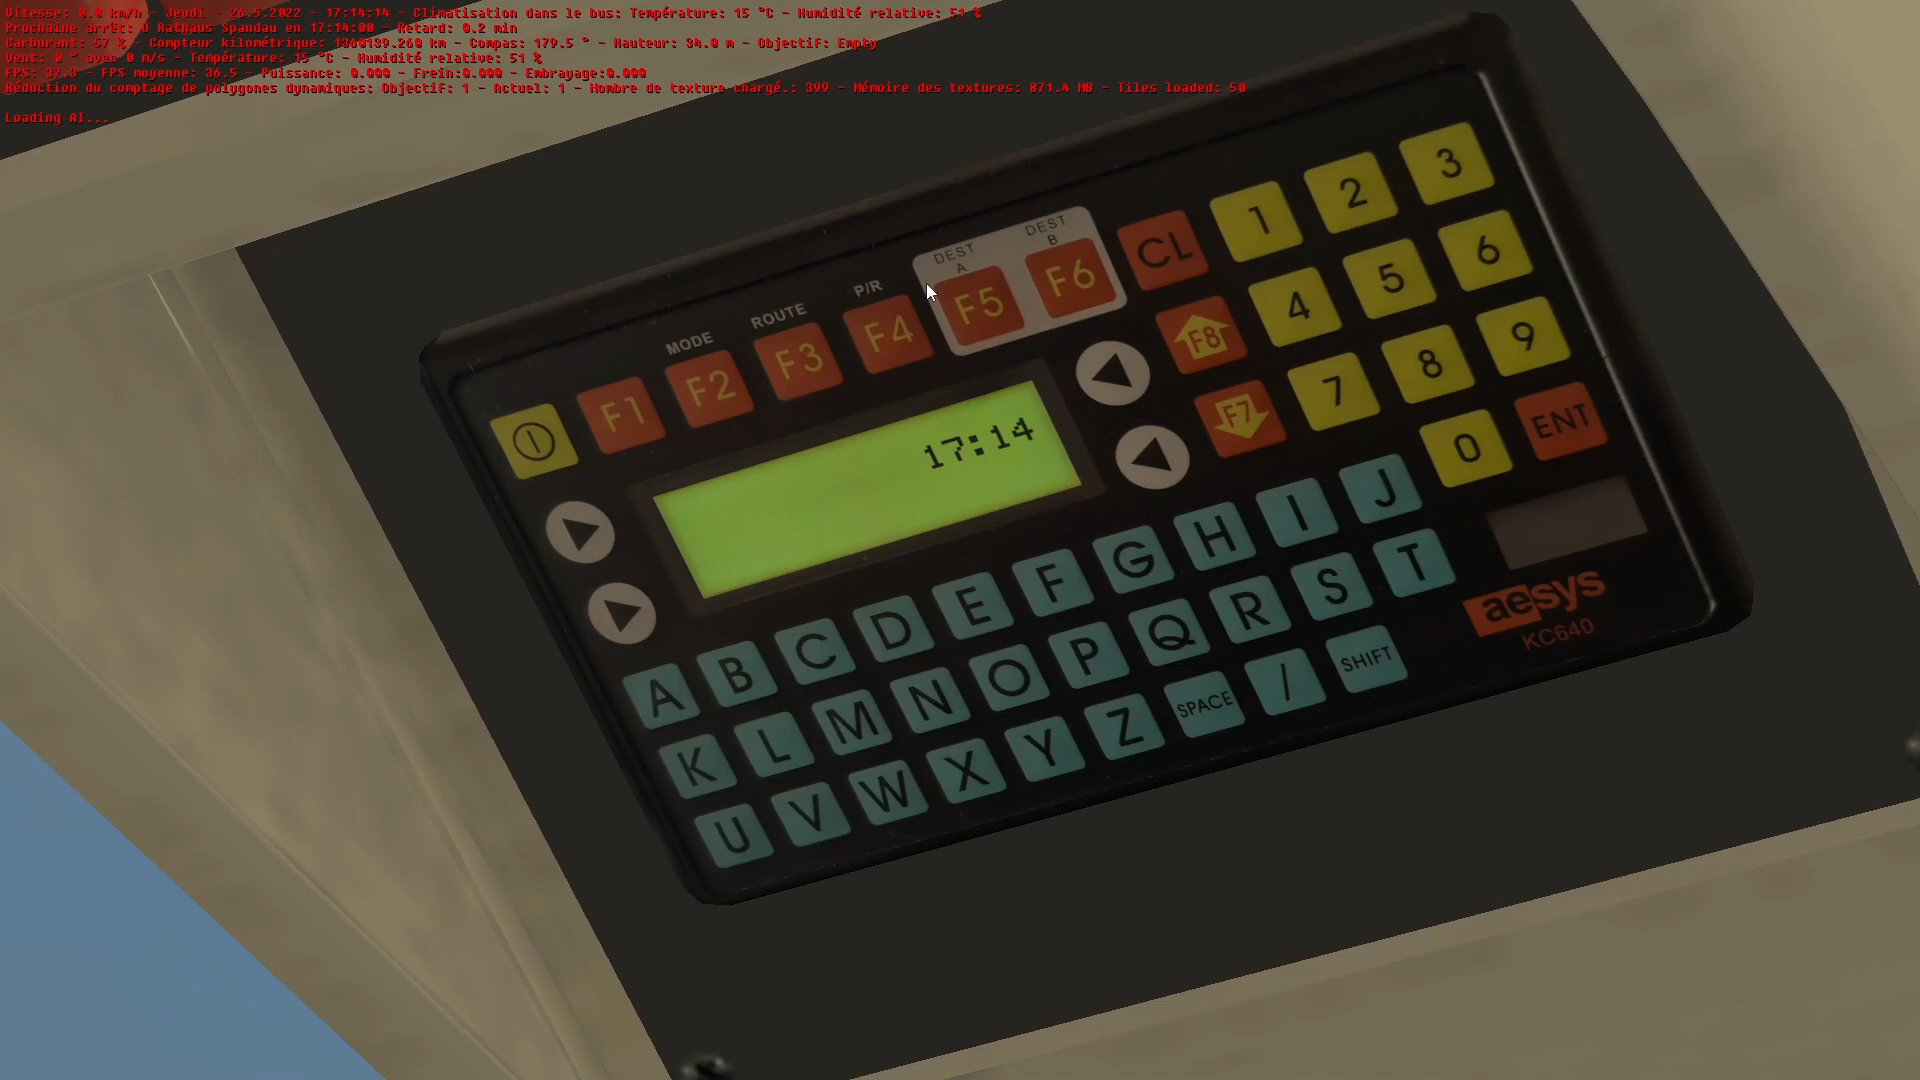 Vitesse: 0.0 km/h - Jeudi - 26.5.2022 - 17:14:14 - Climatisation dans le bus: Température: 15 °C - Humidité relative: 51 %
Prochaine arrêt: U Rathaus Spandau en 17:14:00 - Retard: 0.2 min
Carburant: 57 % - Compteur kilométrique: 1360139.260 km - Compas: 179.5 ° - Hauteur: 34.0 m - Objectif: Empty
Vent: 0 ° avec 0 m/s - Température: 15 °C - Humidité relative: 51 %
FPS: 37.3 - FPS moyenne: 36.5 - Puissance: 0.000 - Frein:0.000 - Embrayage:0.000
Réduction du comptage de polygones dynamiques: Objectif: 1 - Actuel: 1 - Nombre de texture chargé.: 399 - Mémoire des textures: 871.4 MB - Tiles loaded: 50
Loading AI...
MODE ROUTE P/R DEST A DEST B
F1 F2 F3 F4 F5 F6 CL 1 2 3
F8 4 5 6
F7 7 8 9
0 ENT
17:14
A B C D E F G H I J
K L M N O P Q R S T
U V W X Y Z SPACE / SHIFT
aesys
KC640